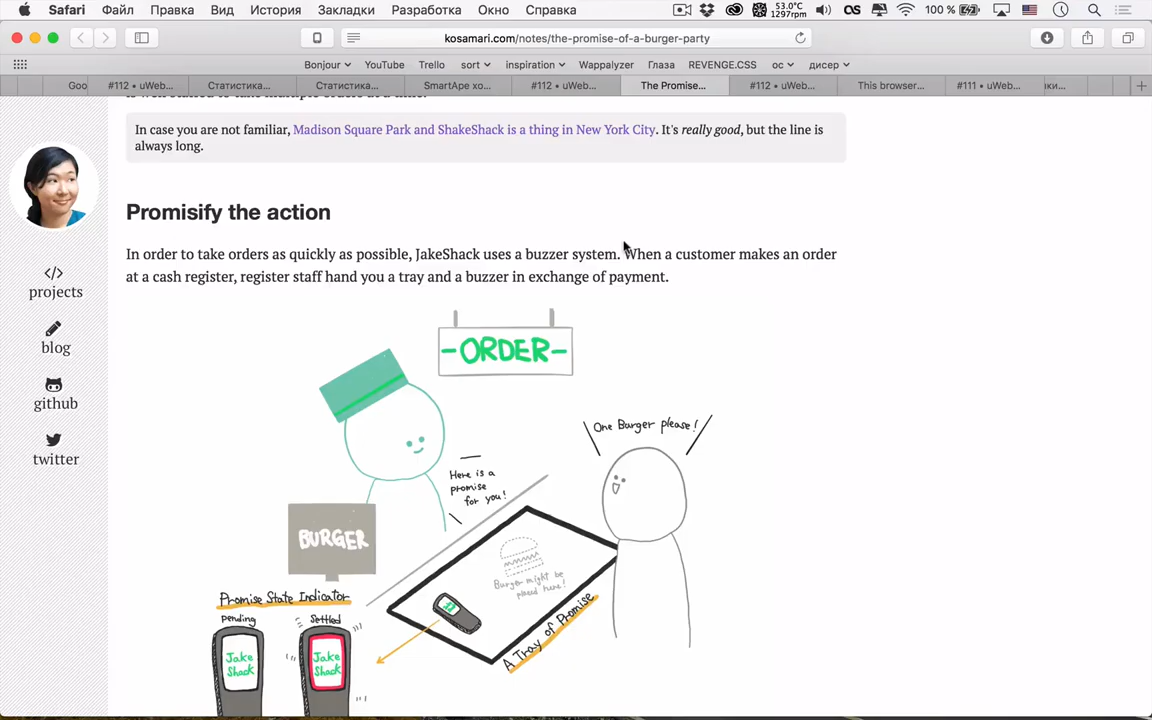 Safari Файл Правка Вид История Закладки Разработка Окно Справка 53.0°C 1297rpm 100 %
kosamari.com/notes/the-promise-of-a-burger-party
Bonjour YouTube Trello sort inspiration Wappalyzer Глаза REVENGE.CSS ос дисер
Goo #112 • uWeb... Статистика... Статистика... SmartApe хо... #112 • uWeb... The Promise... #112 • uWeb... This browser... #111 • uWeb... ки...
In case you are not familiar, Madison Square Park and ShakeShack is a thing in New York City. It's really good, but the line is
always long.
Promisify the action
In order to take orders as quickly as possible, JakeShack uses a buzzer system. When a customer makes an order
at a cash register, register staff hand you a tray and a buzzer in exchange of payment.
projects
blog
github
twitter
-ORDER-
One Burger please!
Here is a
promise
for you!
BURGER
Burger might be
placed here!
A Tray of Promise
Promise State Indicator
Pending Settled
Jake
Shack
Jake
Shack